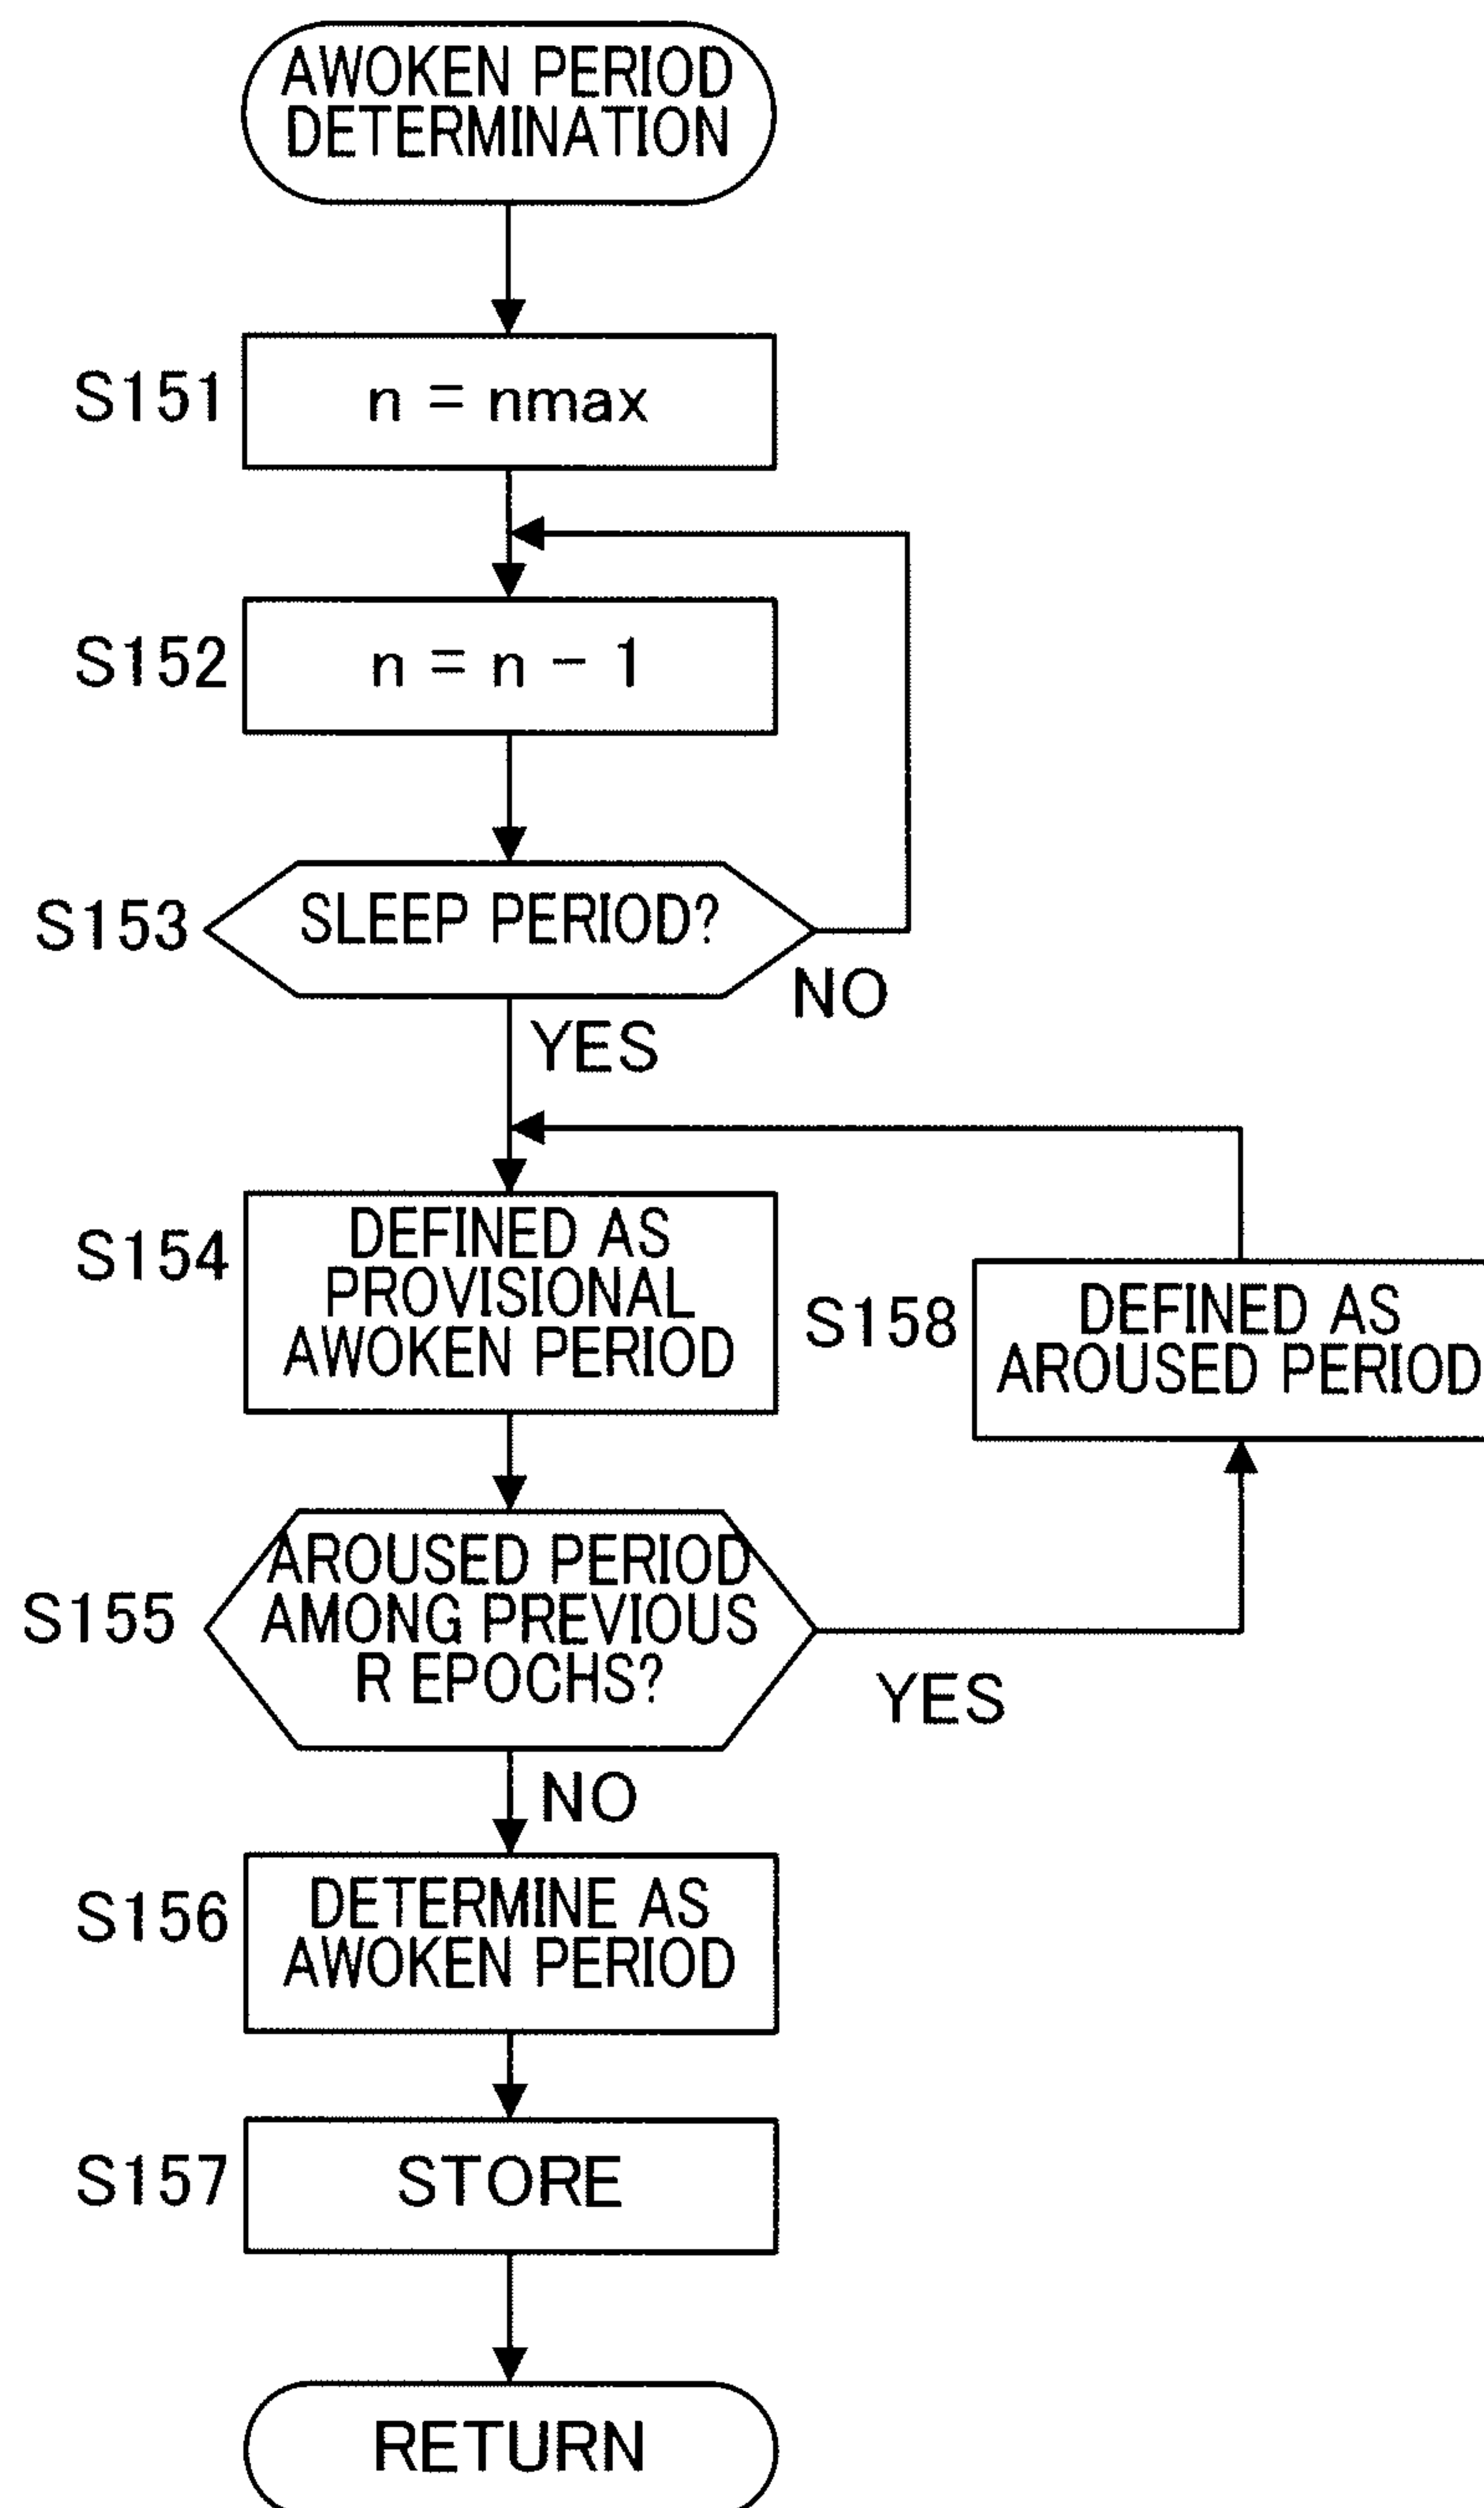 AWOKEN PERIOD
DETERMINATION
S151
n = nmax
S152
n = n − 1
S153
SLEEP PERIOD?
NO
YES
S154
DEFINED AS
PROVISIONAL
AWOKEN PERIOD
S158
DEFINED AS
AROUSED PERIOD
S155
AROUSED PERIOD
AMONG PREVIOUS
R EPOCHS?
YES
NO
S156
DETERMINE AS
AWOKEN PERIOD
S157
STORE
RETURN